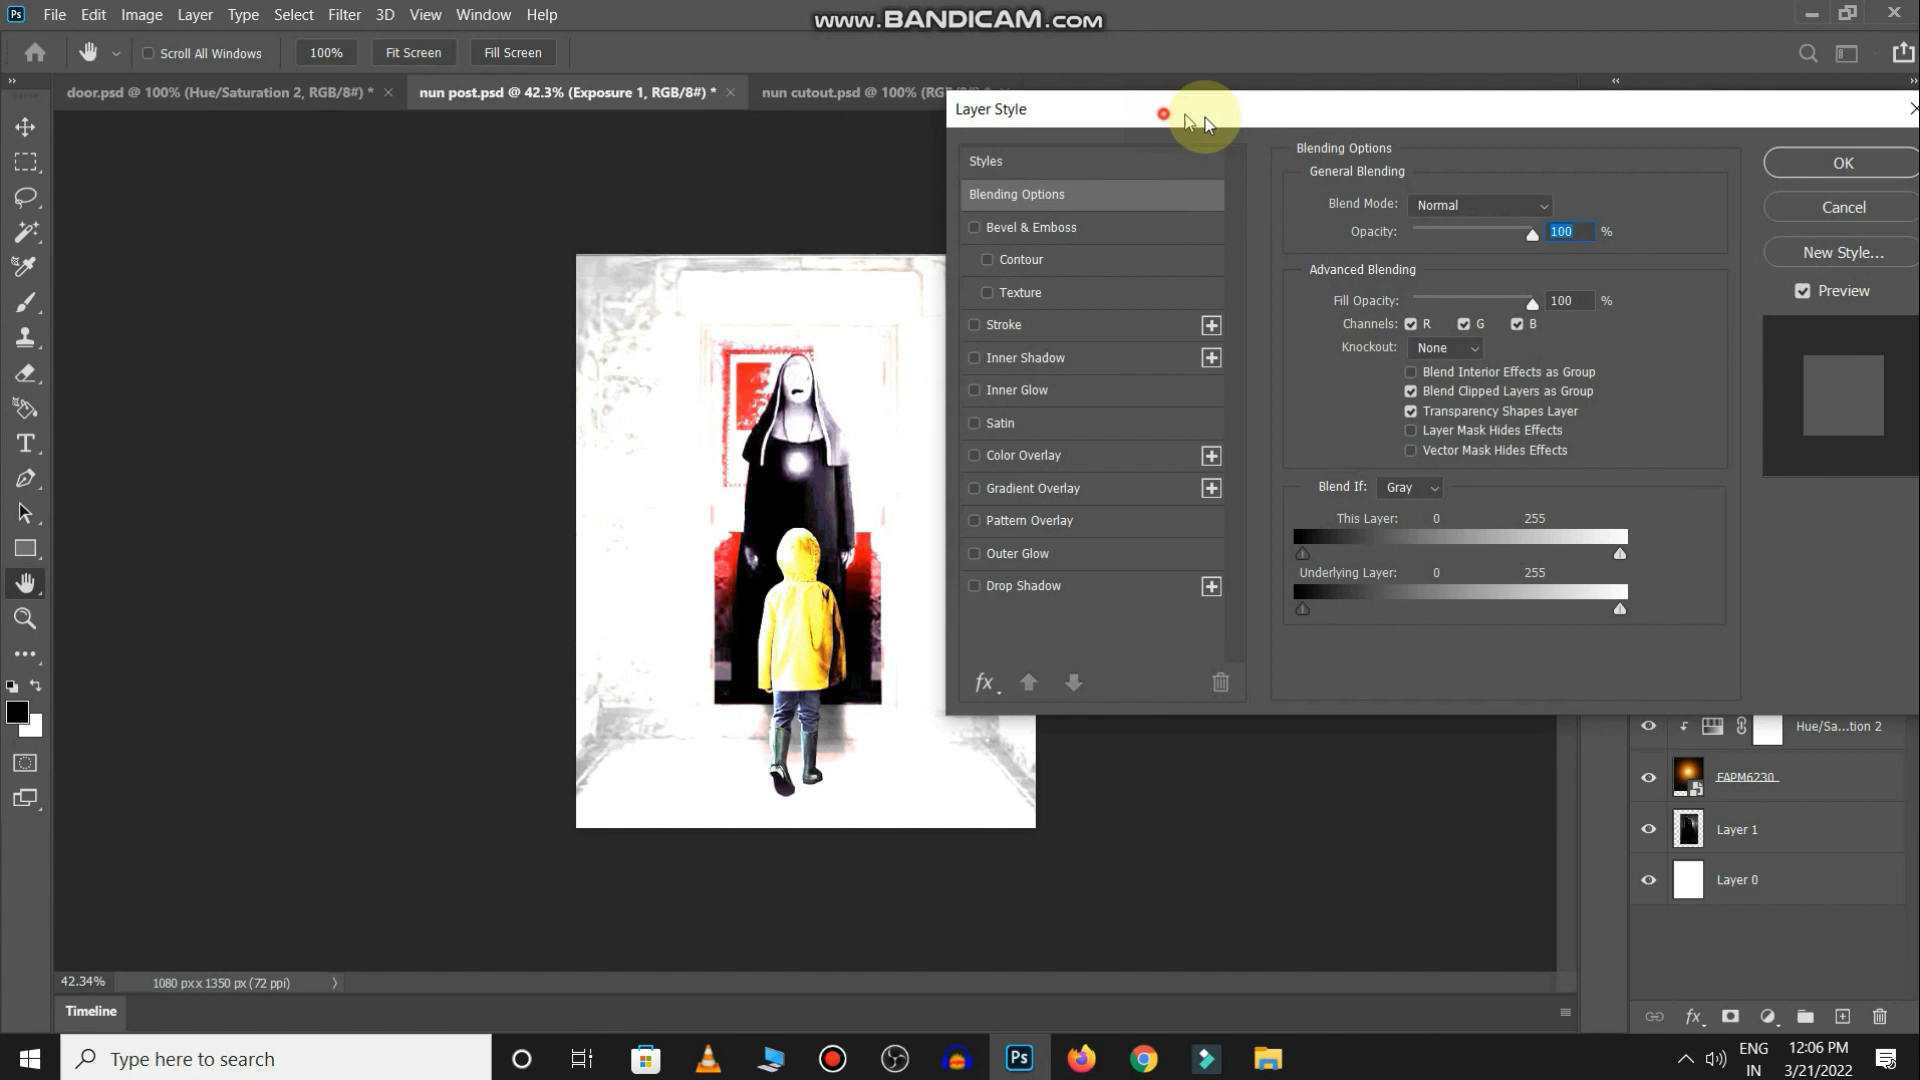 Ps File Edit Image Layer Type Select Filter 3D View Window Help
www.BANDICAM.com
Scroll All Windows 100% Fit Screen Fill Screen
door.psd @ 100% (Hue/Saturation 2, RGB/8#) * nun post.psd @ 42.3% (Exposure 1, RGB/8#) * nun cutout.psd @ 100%
Layer Style
Styles
Blending Options
Bevel & Emboss
Contour
Texture
Stroke
Inner Shadow
Inner Glow
Satin
Color Overlay
Gradient Overlay
Pattern Overlay
Outer Glow
Drop Shadow
fx
Blending Options
General Blending
Blend Mode: Normal
Opacity: 100 %
Advanced Blending
Fill Opacity: 100 %
Channels: R G B
Knockout: None
Blend Interior Effects as Group
Blend Clipped Layers as Group
Transparency Shapes Layer
Layer Mask Hides Effects
Vector Mask Hides Effects
Blend If: Gray
This Layer: 0 255
Underlying Layer: 0 255
OK
Cancel
New Style...
Preview
Hue/Sa...tion 2
FAPM6230
Layer 1
Layer 0
fx
42.34% 1080 px x 1350 px (72 ppi)
Timeline
Type here to search
Ps
ENG
IN
12:06 PM
3/21/2022